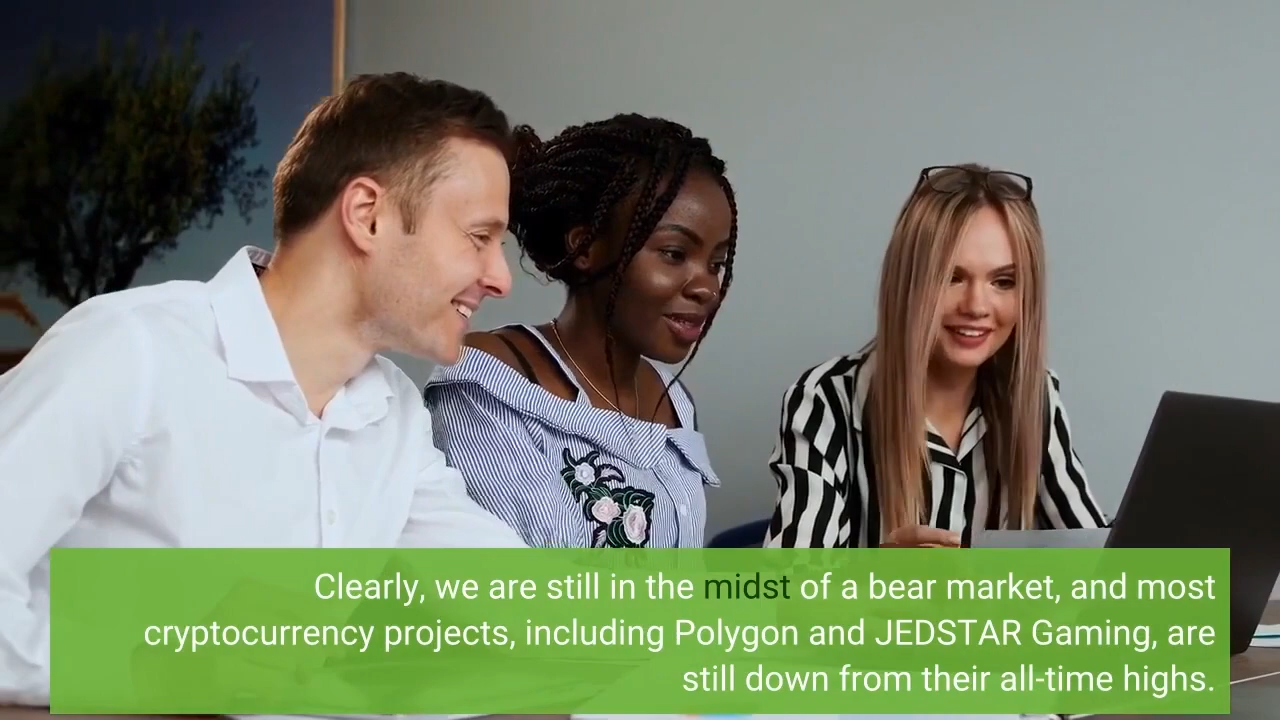 Clearly, we are still in the midst of a bear market, and most
cryptocurrency projects, including Polygon and JEDSTAR Gaming, are
still down from their all-time highs.